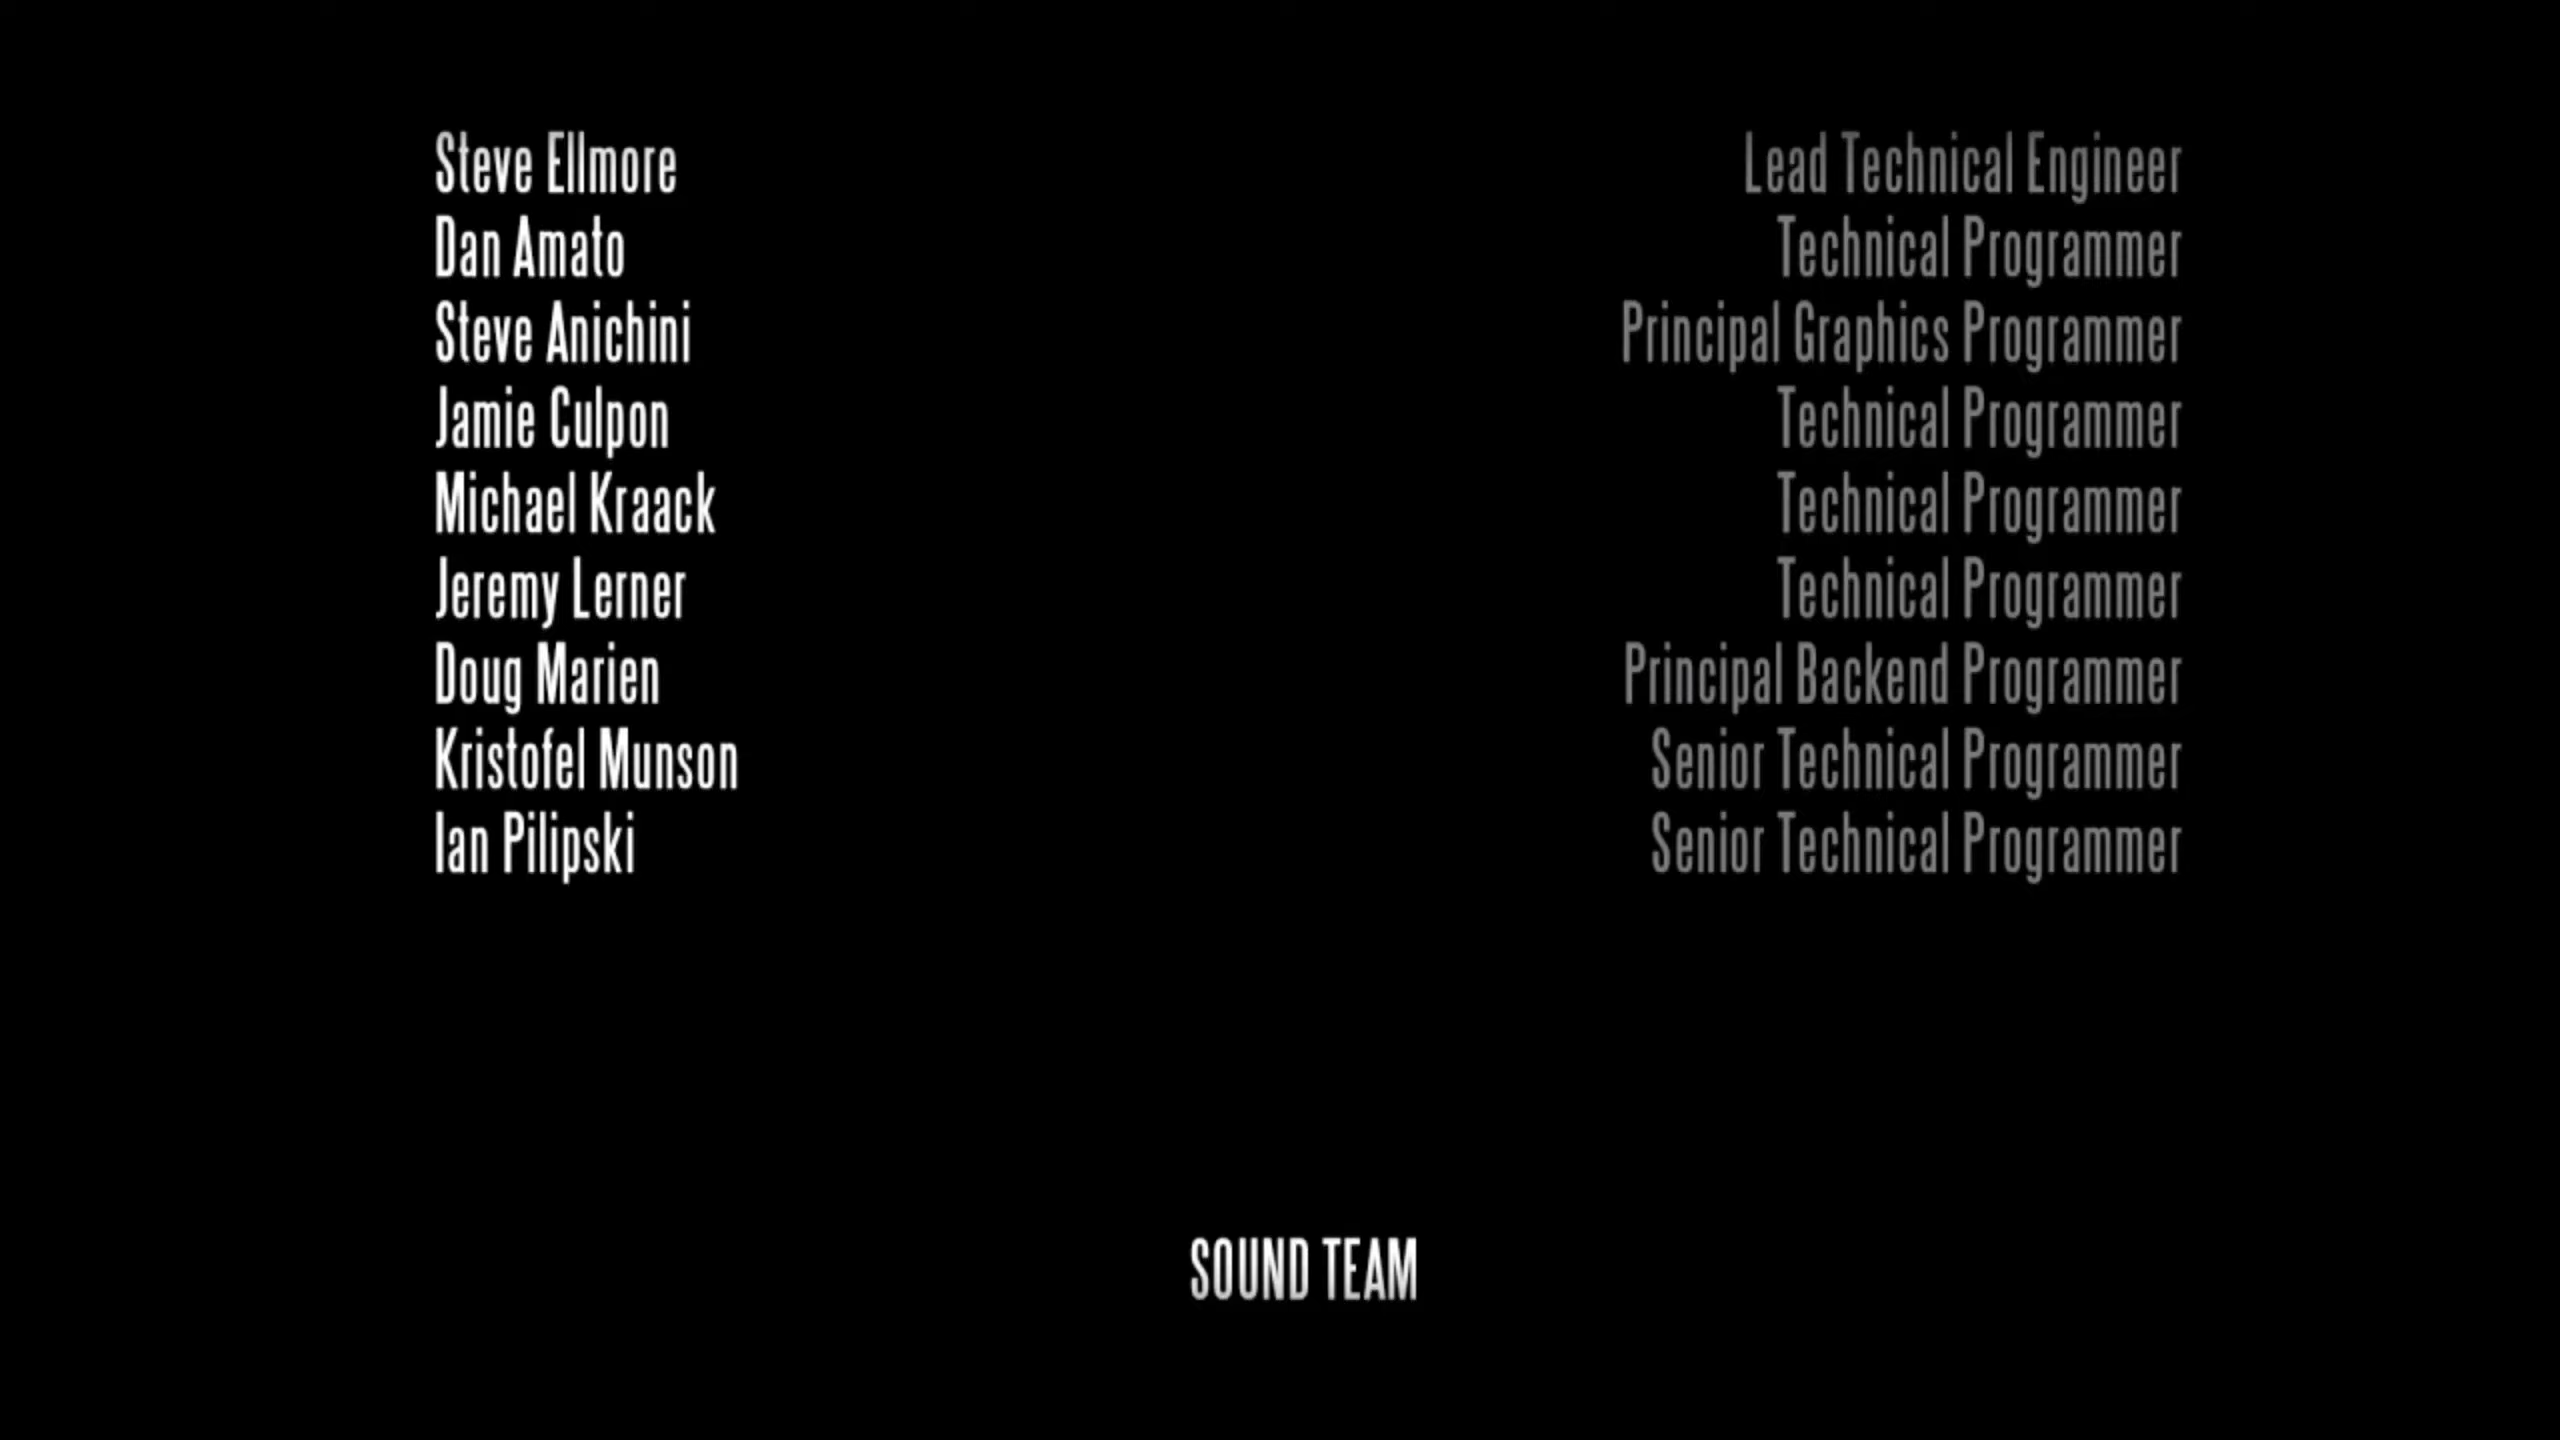 Steve Ellmore Lead Technical Engineer
Dan Amato Technical Programmer
Steve Anichini Principal Graphics Programmer
Jamie Culpon Technical Programmer
Michael Kraack Technical Programmer
Jeremy Lerner Technical Programmer
Doug Marien Principal Backend Programmer
Kristofel Munson Senior Technical Programmer
Ian Pilipski Senior Technical Programmer
SOUND TEAM